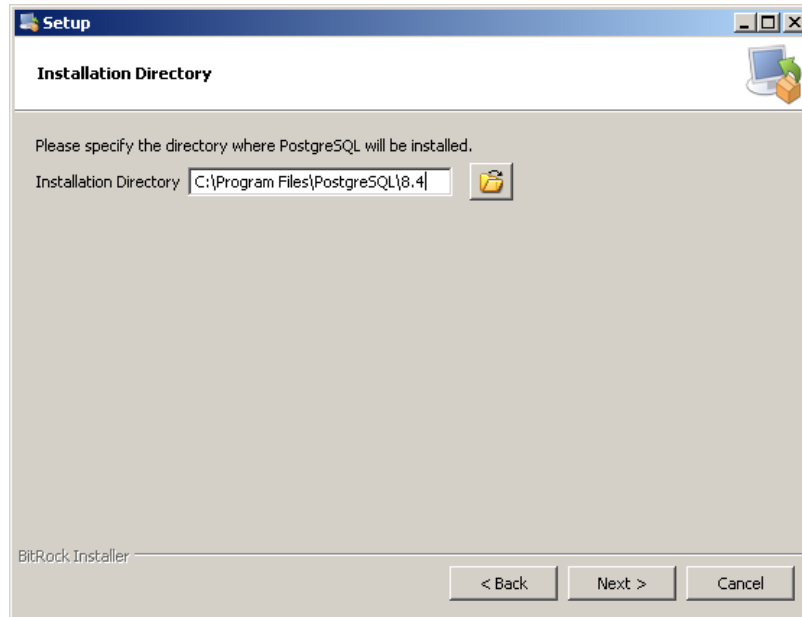 Setup
Installation Directory
Please specify the directory where PostgreSQL will be installed.
Installation Directory C:\Program Files\PostgreSQL\8.4
BitRock Installer
< Back Next > Cancel